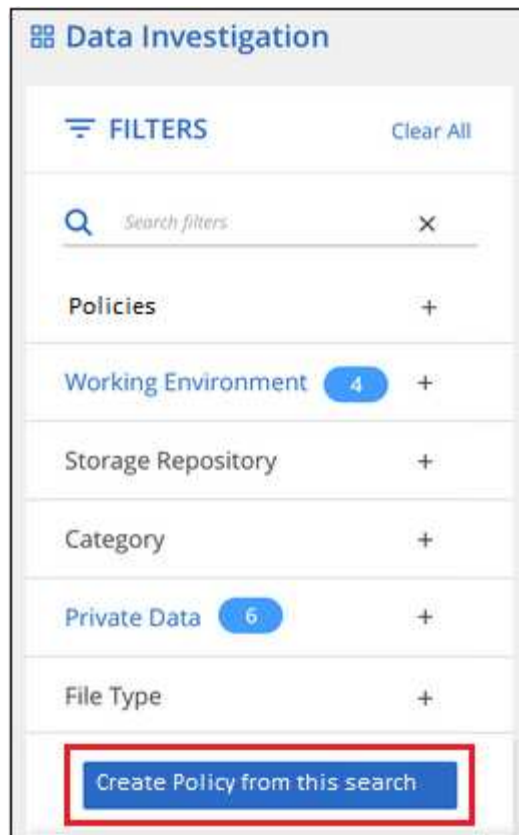 Data Investigation
FILTERS Clear All
Search filters ×
Policies +
Working Environment 4 +
Storage Repository +
Category +
Private Data 6 +
File Type +
Create Policy from this search